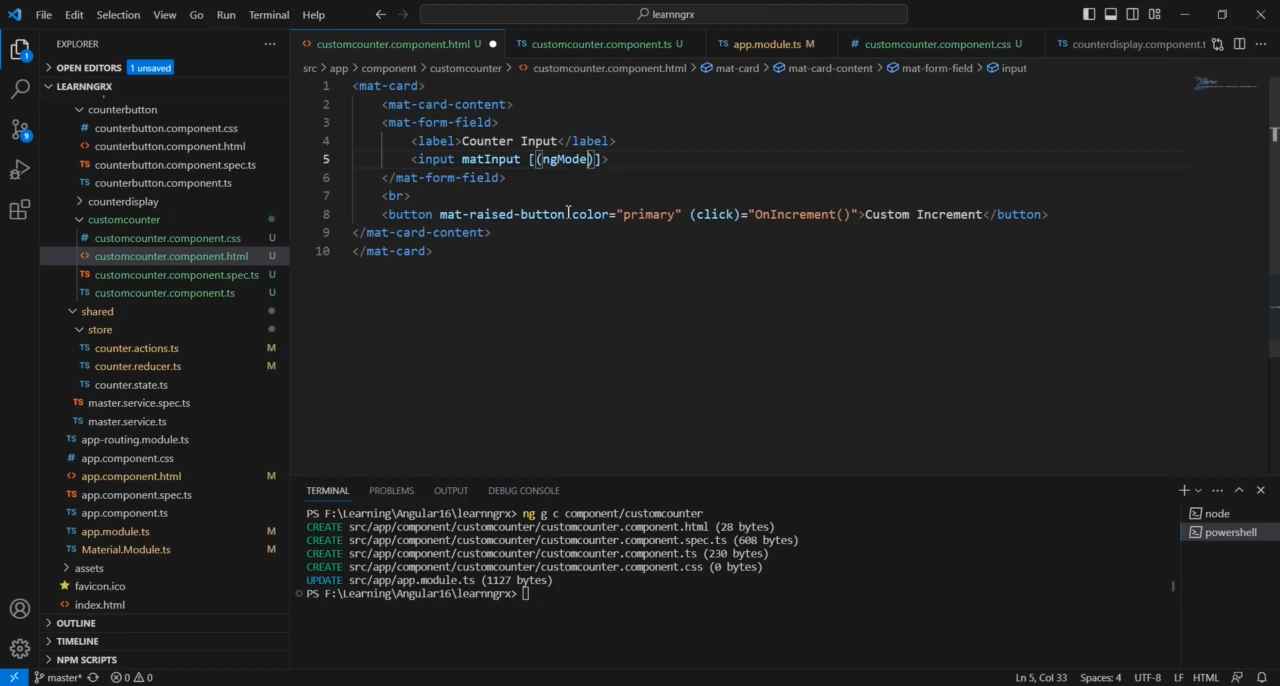 File Edit Selection View Go Run Terminal Help
learngrx
EXPLORER
OPEN EDITORS 1 unsaved
LEARNNGRX
counterbutton
counterbutton.component.css
counterbutton.component.html
counterbutton.component.spec.ts
counterbutton.component.ts
counterdisplay
customcounter
customcounter.component.css U
customcounter.component.html U
customcounter.component.spec.ts U
customcounter.component.ts U
shared
store
counter.actions.ts M
counter.reducer.ts M
counter.state.ts
master.service.spec.ts
master.service.ts
app-routing.module.ts
app.component.css
app.component.html M
app.component.spec.ts
app.component.ts
app.module.ts M
Material.Module.ts M
assets
favicon.ico
index.html
OUTLINE
TIMELINE
NPM SCRIPTS
customcounter.component.html U
customcounter.component.ts U
app.module.ts M
customcounter.component.css U
counterdisplay.component.t
src > app > component > customcounter > customcounter.component.html > mat-card > mat-card-content > mat-form-field > input
1 <mat-card>
2 <mat-card-content>
3 <mat-form-field>
4 <label>Counter Input</label>
5 <input matInput [(ngMode)]>
6 </mat-form-field>
7 <br>
8 <button mat-raised-button color="primary" (click)="OnIncrement()">Custom Increment</button>
9 </mat-card-content>
10 </mat-card>
TERMINAL PROBLEMS OUTPUT DEBUG CONSOLE
PS F:\Learning\Angular16\learnngrx> ng g c component/customcounter
CREATE src/app/component/customcounter/customcounter.component.html (28 bytes)
CREATE src/app/component/customcounter/customcounter.component.spec.ts (608 bytes)
CREATE src/app/component/customcounter/customcounter.component.ts (230 bytes)
CREATE src/app/component/customcounter/customcounter.component.css (0 bytes)
UPDATE src/app/app.module.ts (1127 bytes)
PS F:\Learning\Angular16\learnngrx>
node
powershell
master* 0 0 Ln 5, Col 33 Spaces: 4 UTF-8 LF HTML